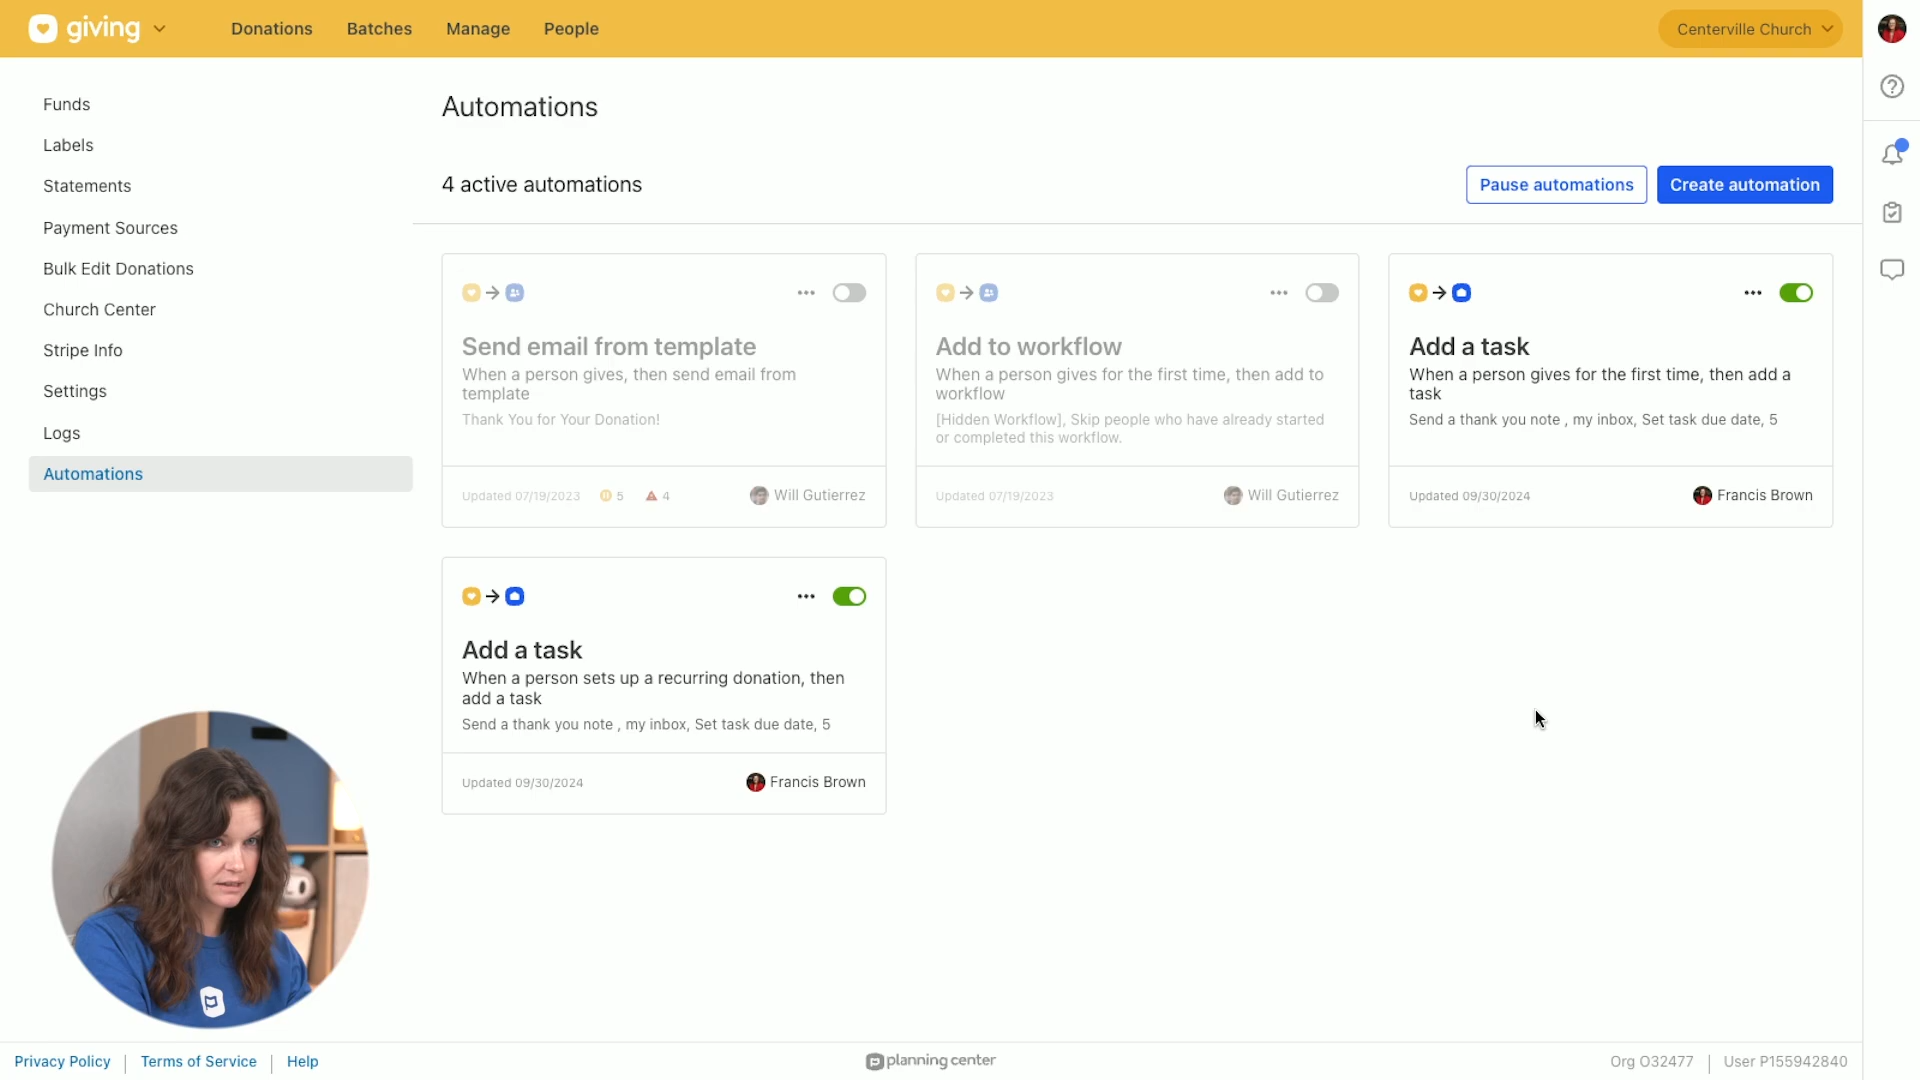 giving
Donations
Batches
Manage
People
Centerville Church
Funds
Labels
Statements
Payment Sources
Bulk Edit Donations
Church Center
Stripe Info
Settings
Logs
Automations
Automations
4 active automations
Pause automations
Create automation
Send email from template
When a person gives, then send email from
template
Thank You for Your Donation!
Updated 07/19/2023
5
4
Will Gutierrez
Add to workflow
When a person gives for the first time, then add to
workflow
[Hidden Workflow], Skip people who have already started
or completed this workflow.
Updated 07/19/2023
Will Gutierrez
Add a task
When a person gives for the first time, then add a
task
Send a thank you note , my inbox, Set task due date, 5
Updated 09/30/2024
Francis Brown
Add a task
When a person sets up a recurring donation, then
add a task
Send a thank you note , my inbox, Set task due date, 5
Updated 09/30/2024
Francis Brown
Privacy Policy
Terms of Service
Help
planning center
Org O32477
User P155942840